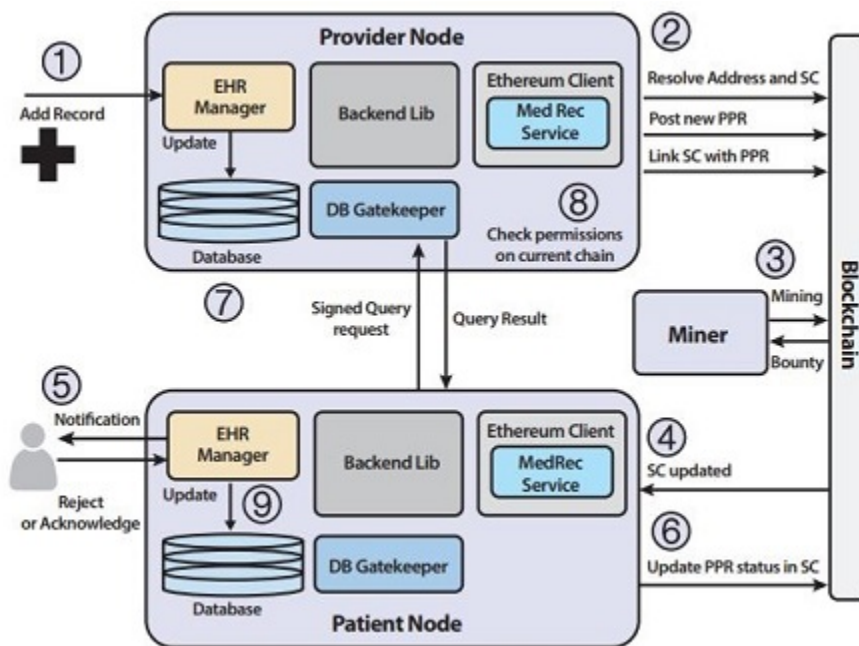 Provider Node
①
Add Record
EHR
Manager
Update
Database
Backend Lib
DB Gatekeeper
Ethereum Client
Med Rec
Service
⑧
Check permissions
on current chain
②
Resolve Address and SC
Post new PPR
Link SC with PPR
Blockchain
③
Mining
Miner
Bounty
⑦
Signed Query
request
Query Result
⑤
Notification
Reject
or Acknowledge
EHR
Manager
Update
⑨
Database
Backend Lib
DB Gatekeeper
Ethereum Client
MedRec
Service
Patient Node
④
SC updated
⑥
Update PPR status in SC